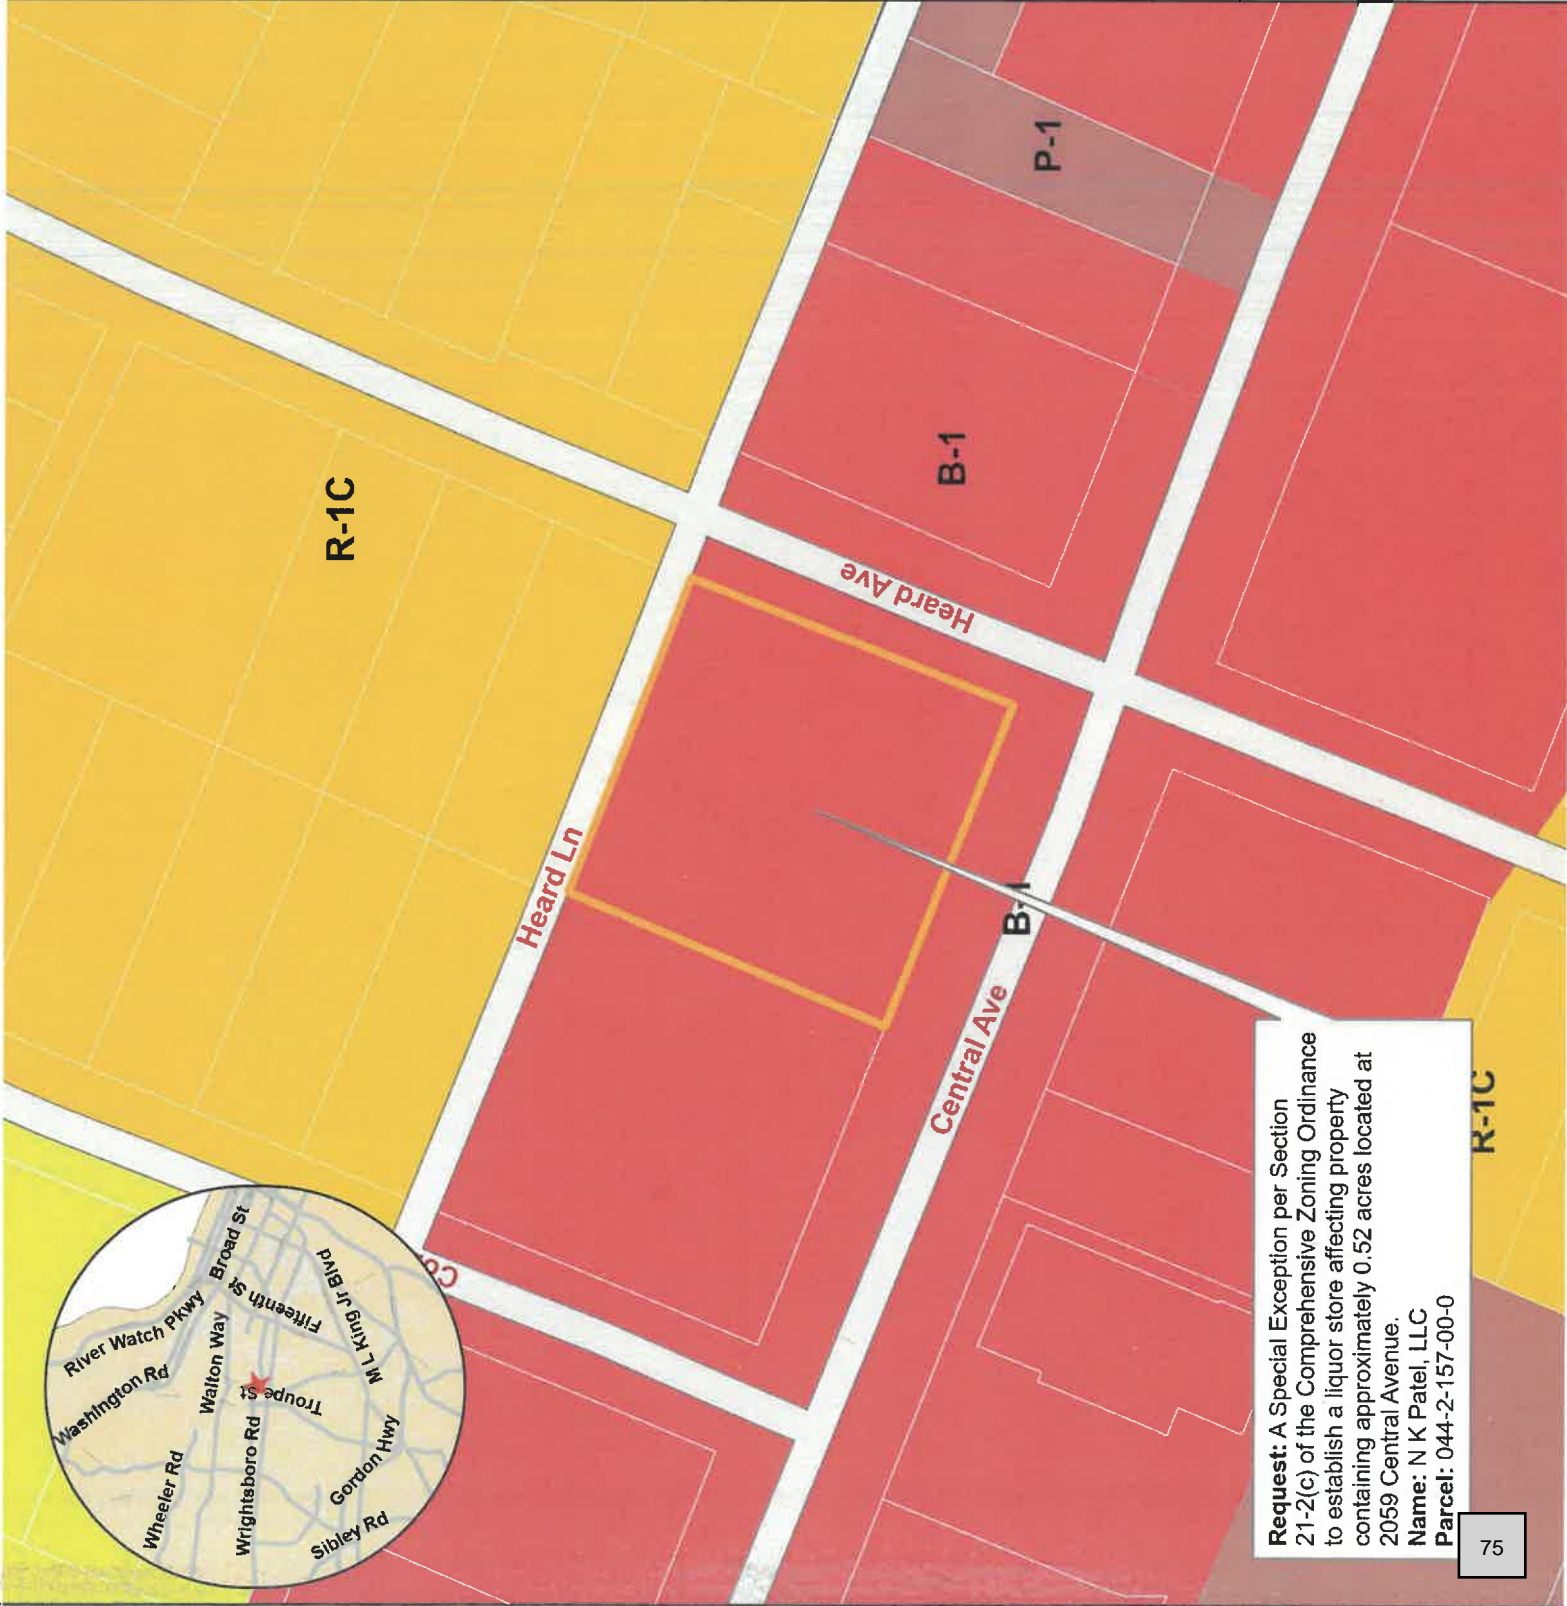 River Watch Pkwy
Broad St
Washington Rd
Walton Way
Fifteenth St
M L King Jr Blvd
Troupe St
Wheeler Rd
Wrightsboro Rd
Gordon Hwy
Sibley Rd
R-1C
P-1
B-1
Heard Ave
Heard Ln
B-1
Central Ave
R-1C
Request: A Special Exception per Section
21-2(c) of the Comprehensive Zoning Ordinance
to establish a liquor store affecting property
containing approximately 0.52 acres located at
2059 Central Avenue.
Name: N K Patel, LLC
Parcel: 044-2-157-00-0
75